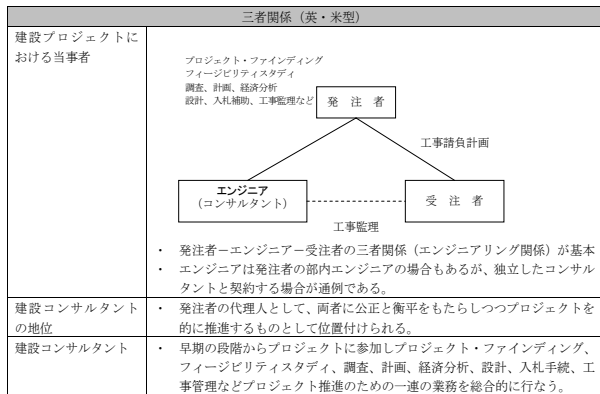 三者関係（英・米型）
建設プロジェクトに
おける当事者
プロジェクト・ファインディング
フィージビリティスタディ
調査、計画、経済分析
設計、入札補助、工事監理など
発 注 者
工事請負計画
エンジニア
（コンサルタント）
受 注 者
工事監理
・ 発注者－エンジニア－受注者の三者関係（エンジニアリング関係）が基本
・ エンジニアは発注者の部内エンジニアの場合もあるが、独立したコンサル
タントと契約する場合が通例である。
建設コンサルタント
の地位
・ 発注者の代理人として、両者に公正と衡平をもたらしつつプロジェクトを
的に推進するものとして位置付けられる。
建設コンサルタント
・ 早期の段階からプロジェクトに参加しプロジェクト・ファインディング、
フィージビリティスタディ、調査、計画、経済分析、設計、入札手続、工
事管理などプロジェクト推進のための一連の業務を総合的に行なう。